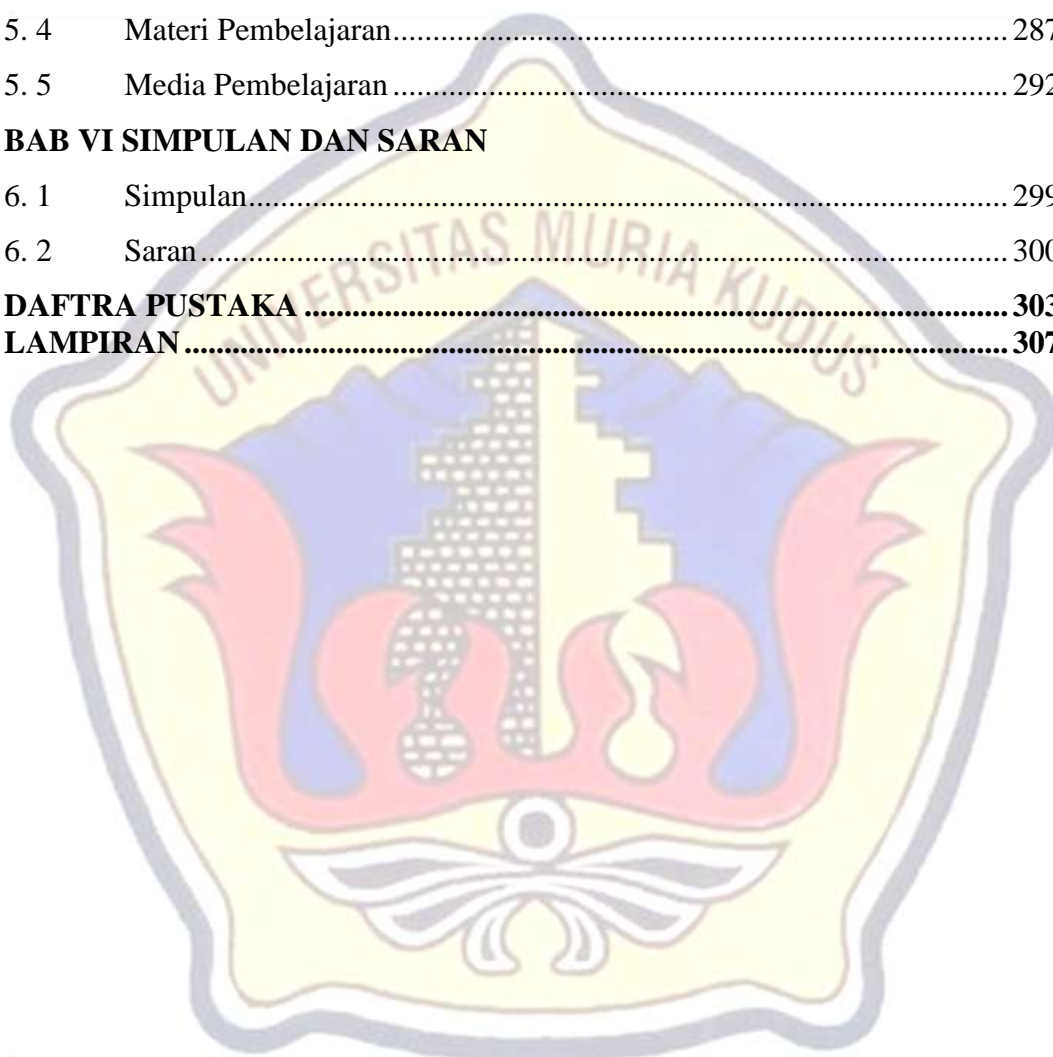 5. 4 Materi Pembelajaran.............................................................................. 287
5. 5 Media Pembelajaran.............................................................................. 292
BAB VI SIMPULAN DAN SARAN
6. 1 Simpulan................................................................................................ 299
6. 2 Saran...................................................................................................... 300
UNIVERSITAS MURIA KUDUS
DAFTRA PUSTAKA .......................................................................................... 303
LAMPIRAN......................................................................................................... 307